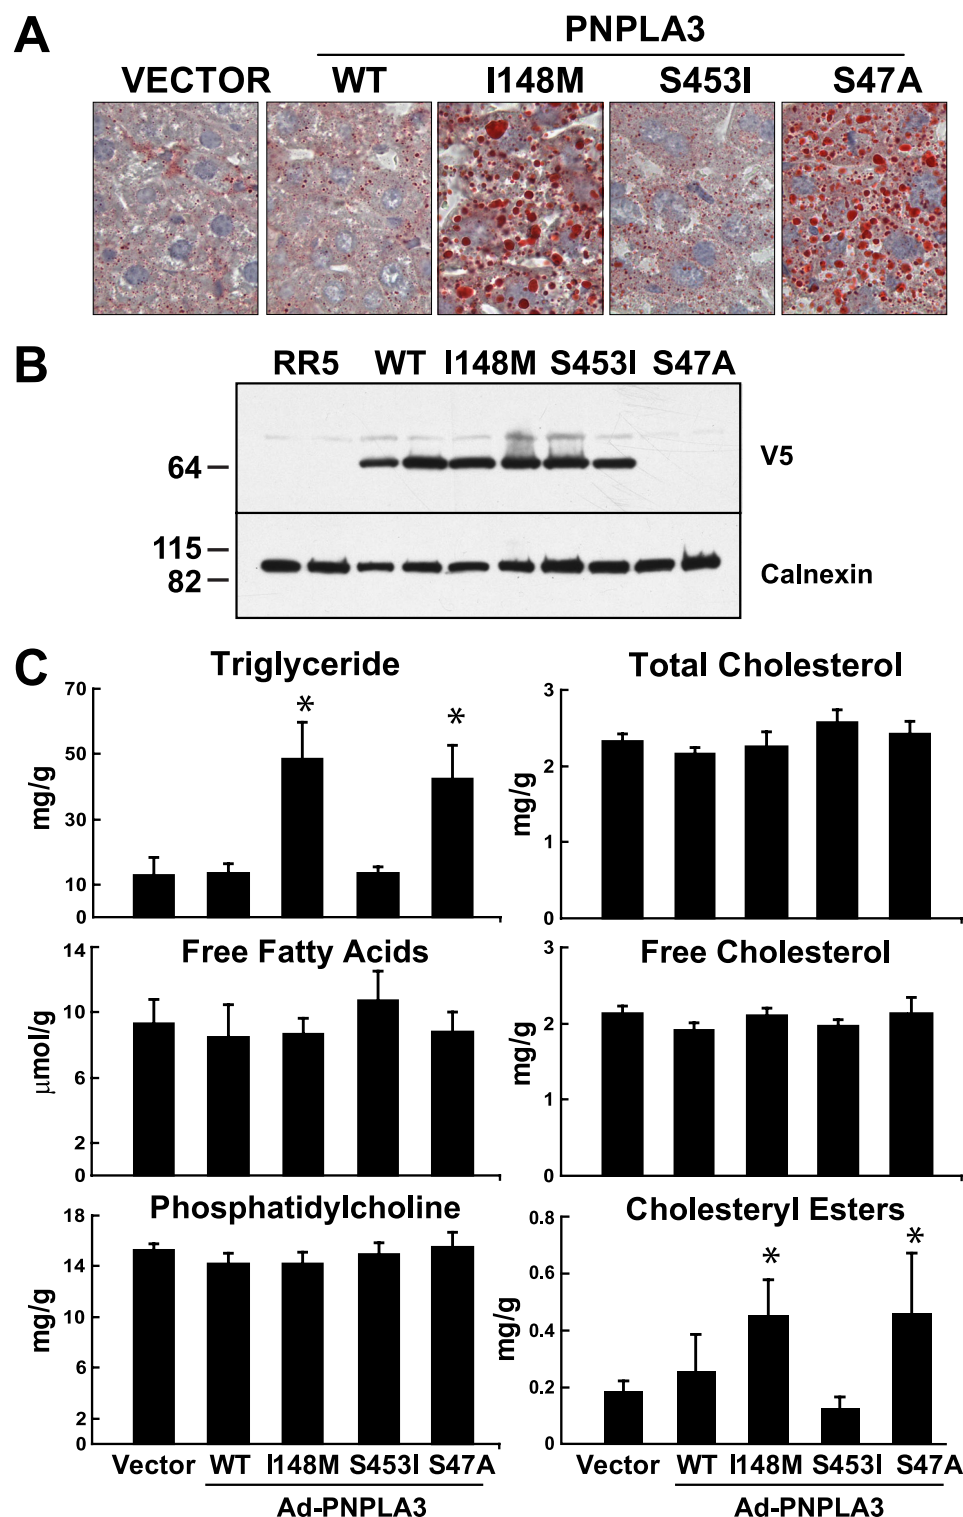 A
PNPLA3
VECTOR WT I148M S453I S47A
B
RR5 WT I148M S453I S47A
64
V5
115
82
Calnexin
C
Triglyceride
70
50
30
10
0
mg/g
*
*
Total Cholesterol
3
2
1
0
mg/g
Free Fatty Acids
14
10
6
2
0
µmol/g
Free Cholesterol
3
2
1
0
mg/g
Phosphatidylcholine
18
14
10
6
2
0
mg/g
Vector WT I148M S453I S47A
Ad-PNPLA3
Cholesteryl Esters
0.8
0.6
0.4
0.2
0
mg/g
*
*
Vector WT I148M S453I S47A
Ad-PNPLA3